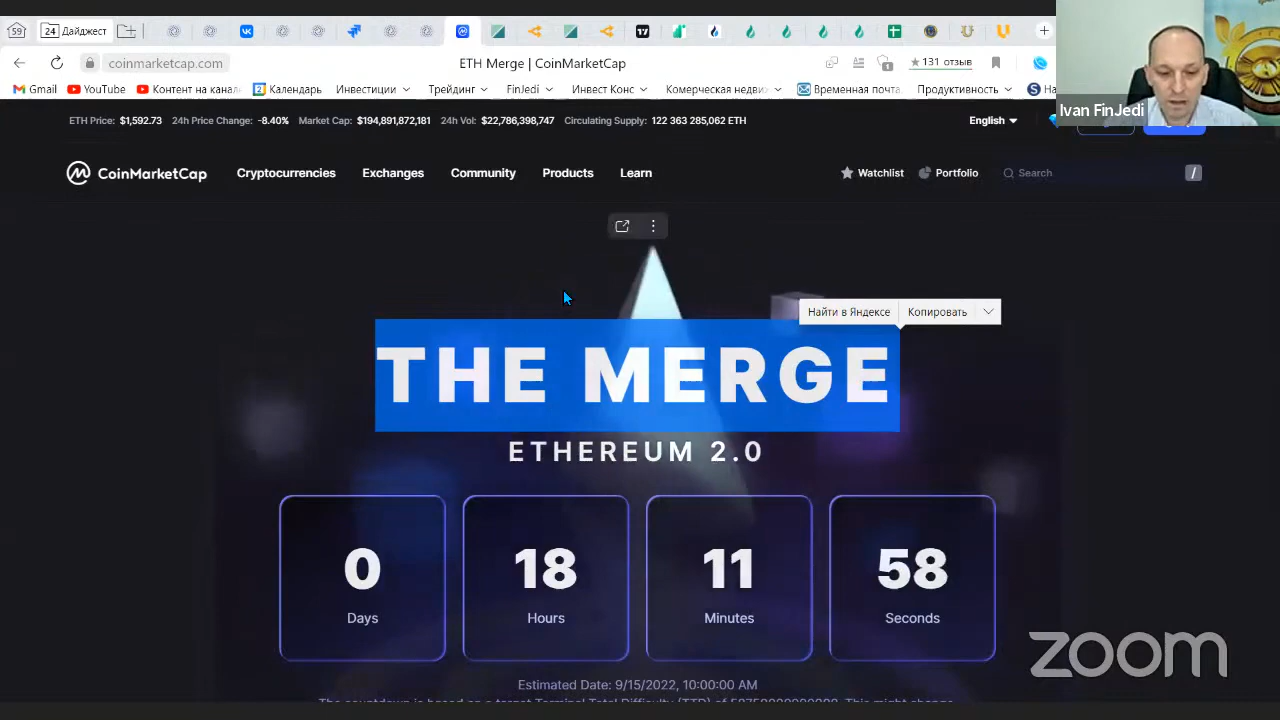 59
24 Дайджест
coinmarketcap.com
ETH Merge | CoinMarketCap
★ 131 отзыв
Gmail
YouTube
Контент на канал
Календарь
Инвестиции
Трейдинг
FinJedi
Инвест Конс
Комерческая недвиж
Временная почта
Продуктивность
Ivan FinJedi
ETH Price: $1,592.73 24h Price Change: -8.40% Market Cap: $194,891,872,181 24h Vol: $22,786,398,747 Circulating Supply: 122 363 285,062 ETH
English
CoinMarketCap
Cryptocurrencies
Exchanges
Community
Products
Learn
Watchlist
Portfolio
Search
/
Найти в Яндексе
Копировать
THE MERGE
ETHEREUM 2.0
0
18
11
58
Days
Hours
Minutes
Seconds
Estimated Date: 9/15/2022, 10:00:00 AM
zoom